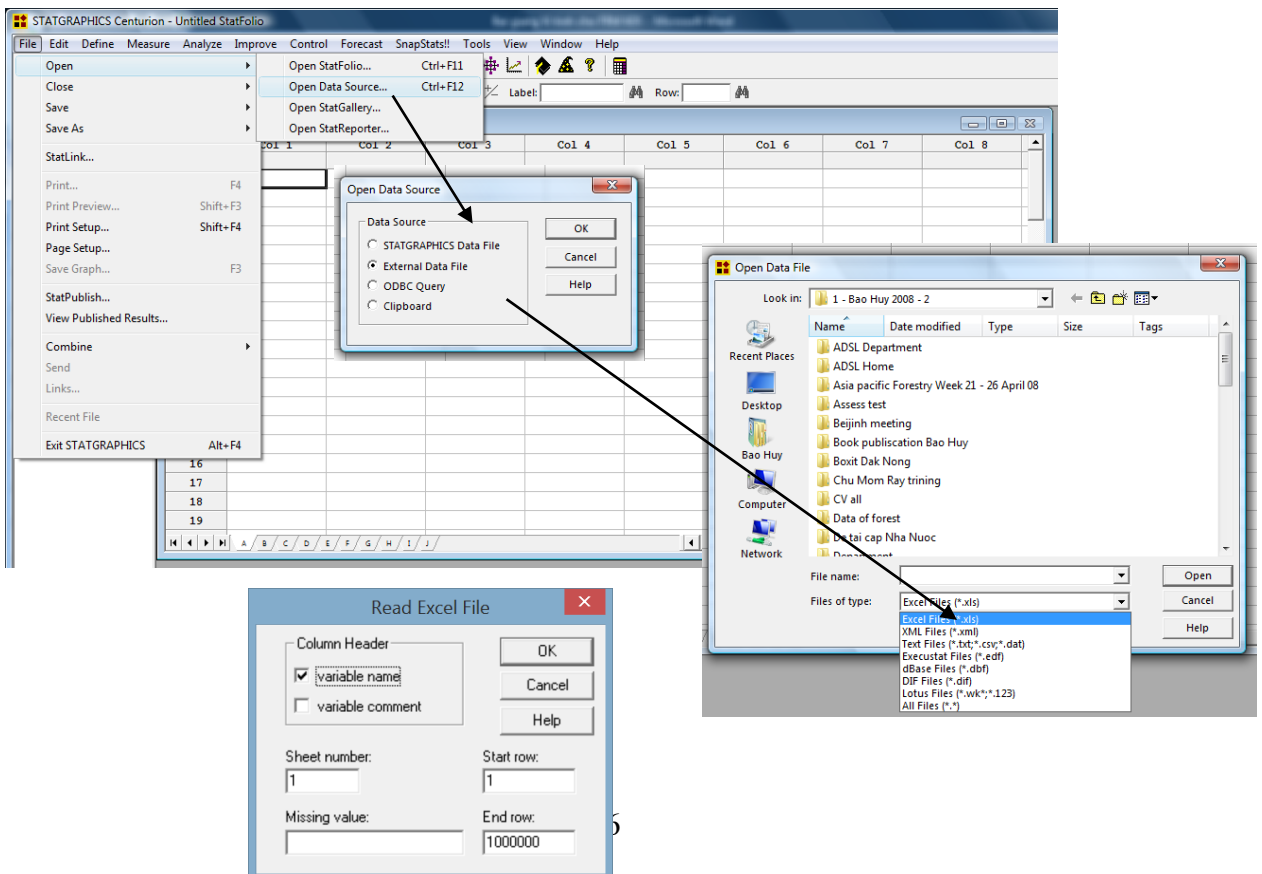 STATGRAPHICS Centurion - Untitled StatFolio
File Edit Define Measure Analyze Improve Control Forecast SnapStats!! Tools View Window Help
Open
Close
Save
Save As
StatLink...
Print... F4
Print Preview... Shift+F3
Print Setup... Shift+F4
Page Setup...
Save Graph... F3
StatPublish...
View Published Results...
Combine
Send
Links...
Recent File
Exit STATGRAPHICS Alt+F4
Open StatFolio... Ctrl+F11
Open Data Source... Ctrl+F12
Open StatGallery...
Open StatReporter...
Label: Row:
Col 1 Col 2 Col 3 Col 4 Col 5 Col 6 Col 7 Col 8
16
17
18
19
A B C D E F G H I J
Open Data Source
Data Source
STATGRAPHICS Data File
External Data File
ODBC Query
Clipboard
OK
Cancel
Help
Open Data File
Look in: 1 - Bao Huy 2008 - 2
Recent Places
Desktop
Bao Huy
Computer
Network
Name Date modified Type Size Tags
ADSL Department
ADSL Home
Asia pacific Forestry Week 21 - 26 April 08
Assess test
Beijinh meeting
Book publiscation Bao Huy
Boxit Dak Nong
Chu Mom Ray trining
CV all
Data of forest
De tai cap Nha Nuoc
Department
File name:
Open
Files of type: Excel Files (*.xls)
Cancel
Help
Excel Files (*.xls)
XML Files (*.xml)
Text Files (*.txt;*.csv;*.dat)
Execustat Files (*.edf)
dBase Files (*.dbf)
DIF Files (*.dif)
Lotus Files (*.wk*;*.123)
All Files (*.*)
Read Excel File
Column Header
variable name
variable comment
OK
Cancel
Help
Sheet number: Start row:
1 1
Missing value: End row:
1000000